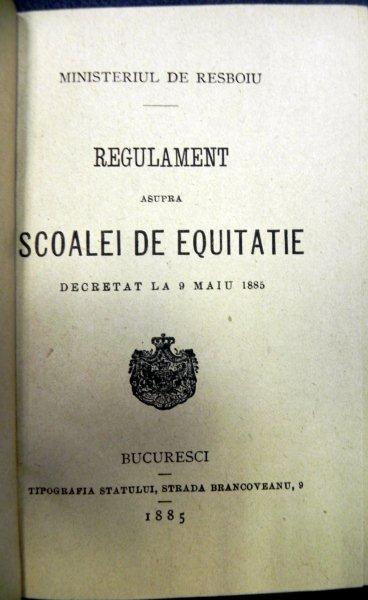 MINISTERIUL DE RESBOIU
REGULAMENT
ASUPRA
SCOALEI DE EQUITATIE
DECRETAT LA 9 MAIU 1885
BUCURESCI
TIPOGRAFIA STATULUI, STRADA BRANCOVEANU, 9
1885